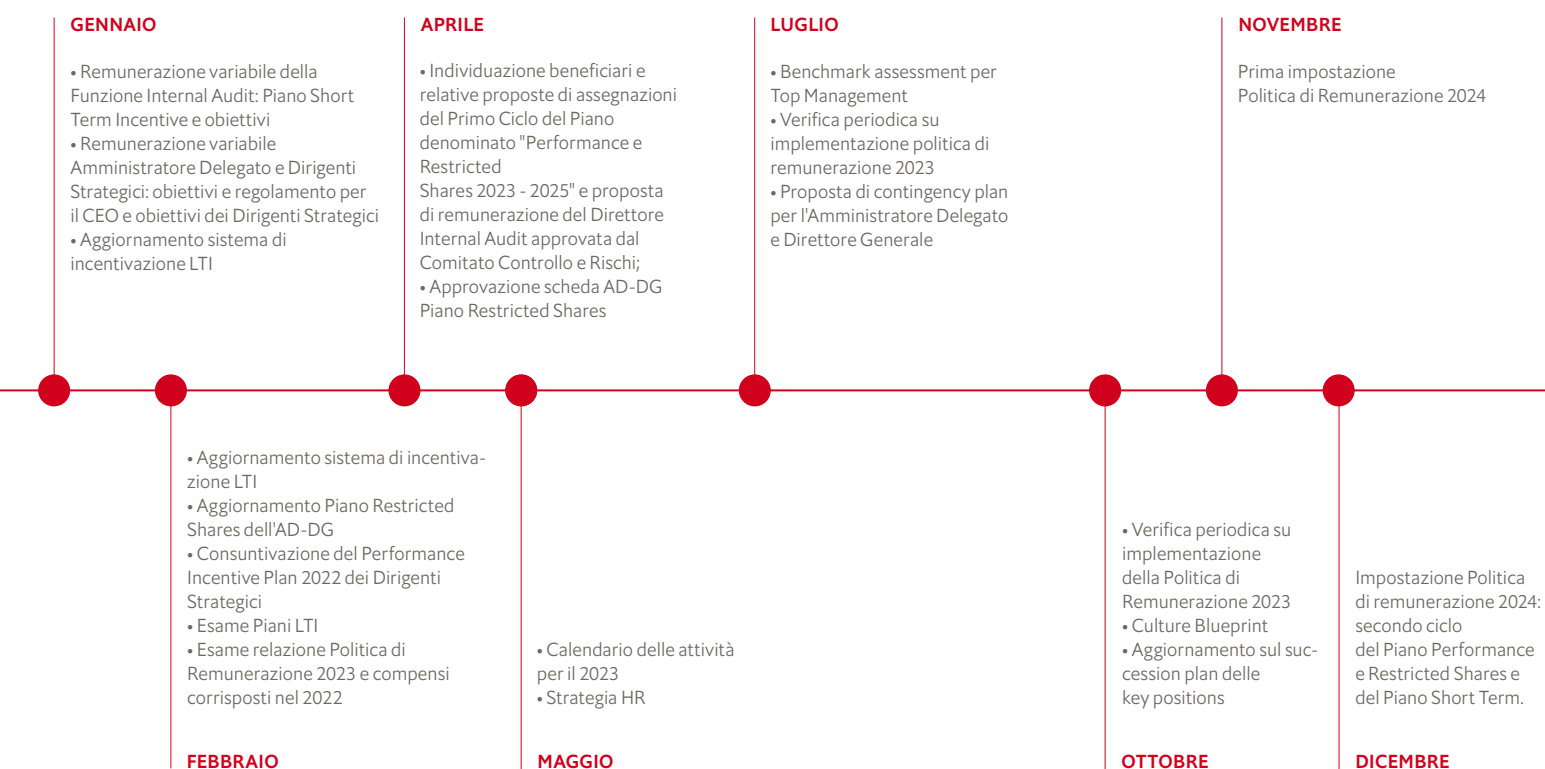 GENNAIO
• Remunerazione variabile della
Funzione Internal Audit: Piano Short
Term Incentive e obiettivi
• Remunerazione variabile
Amministratore Delegato e Dirigenti
Strategici: obiettivi e regolamento per
il CEO e obiettivi dei Dirigenti Strategici
• Aggiornamento sistema di
incentivazione LTI
APRILE
• Individuazione beneficiari e
relative proposte di assegnazioni
del Primo Ciclo del Piano
denominato "Performance e
Restricted
Shares 2023 - 2025" e proposta
di remunerazione del Direttore
Internal Audit approvata dal
Comitato Controllo e Rischi;
• Approvazione scheda AD-DG
Piano Restricted Shares
LUGLIO
• Benchmark assessment per
Top Management
• Verifica periodica su
implementazione politica di
remunerazione 2023
• Proposta di contingency plan
per l'Amministratore Delegato
e Direttore Generale
NOVEMBRE
Prima impostazione
Politica di Remunerazione 2024
• Aggiornamento sistema di incentiva-
zione LTI
• Aggiornamento Piano Restricted
Shares dell'AD-DG
• Consuntivazione del Performance
Incentive Plan 2022 dei Dirigenti
Strategici
• Esame Piani LTI
• Esame relazione Politica di
Remunerazione 2023 e compensi
corrisposti nel 2022
FEBBRAIO
• Calendario delle attività
per il 2023
• Strategia HR
MAGGIO
• Verifica periodica su
implementazione
della Politica di
Remunerazione 2023
• Culture Blueprint
• Aggiornamento sul suc-
cession plan delle
key positions
OTTOBRE
Impostazione Politica
di remunerazione 2024:
secondo ciclo
del Piano Performance
e Restricted Shares e
del Piano Short Term.
DICEMBRE